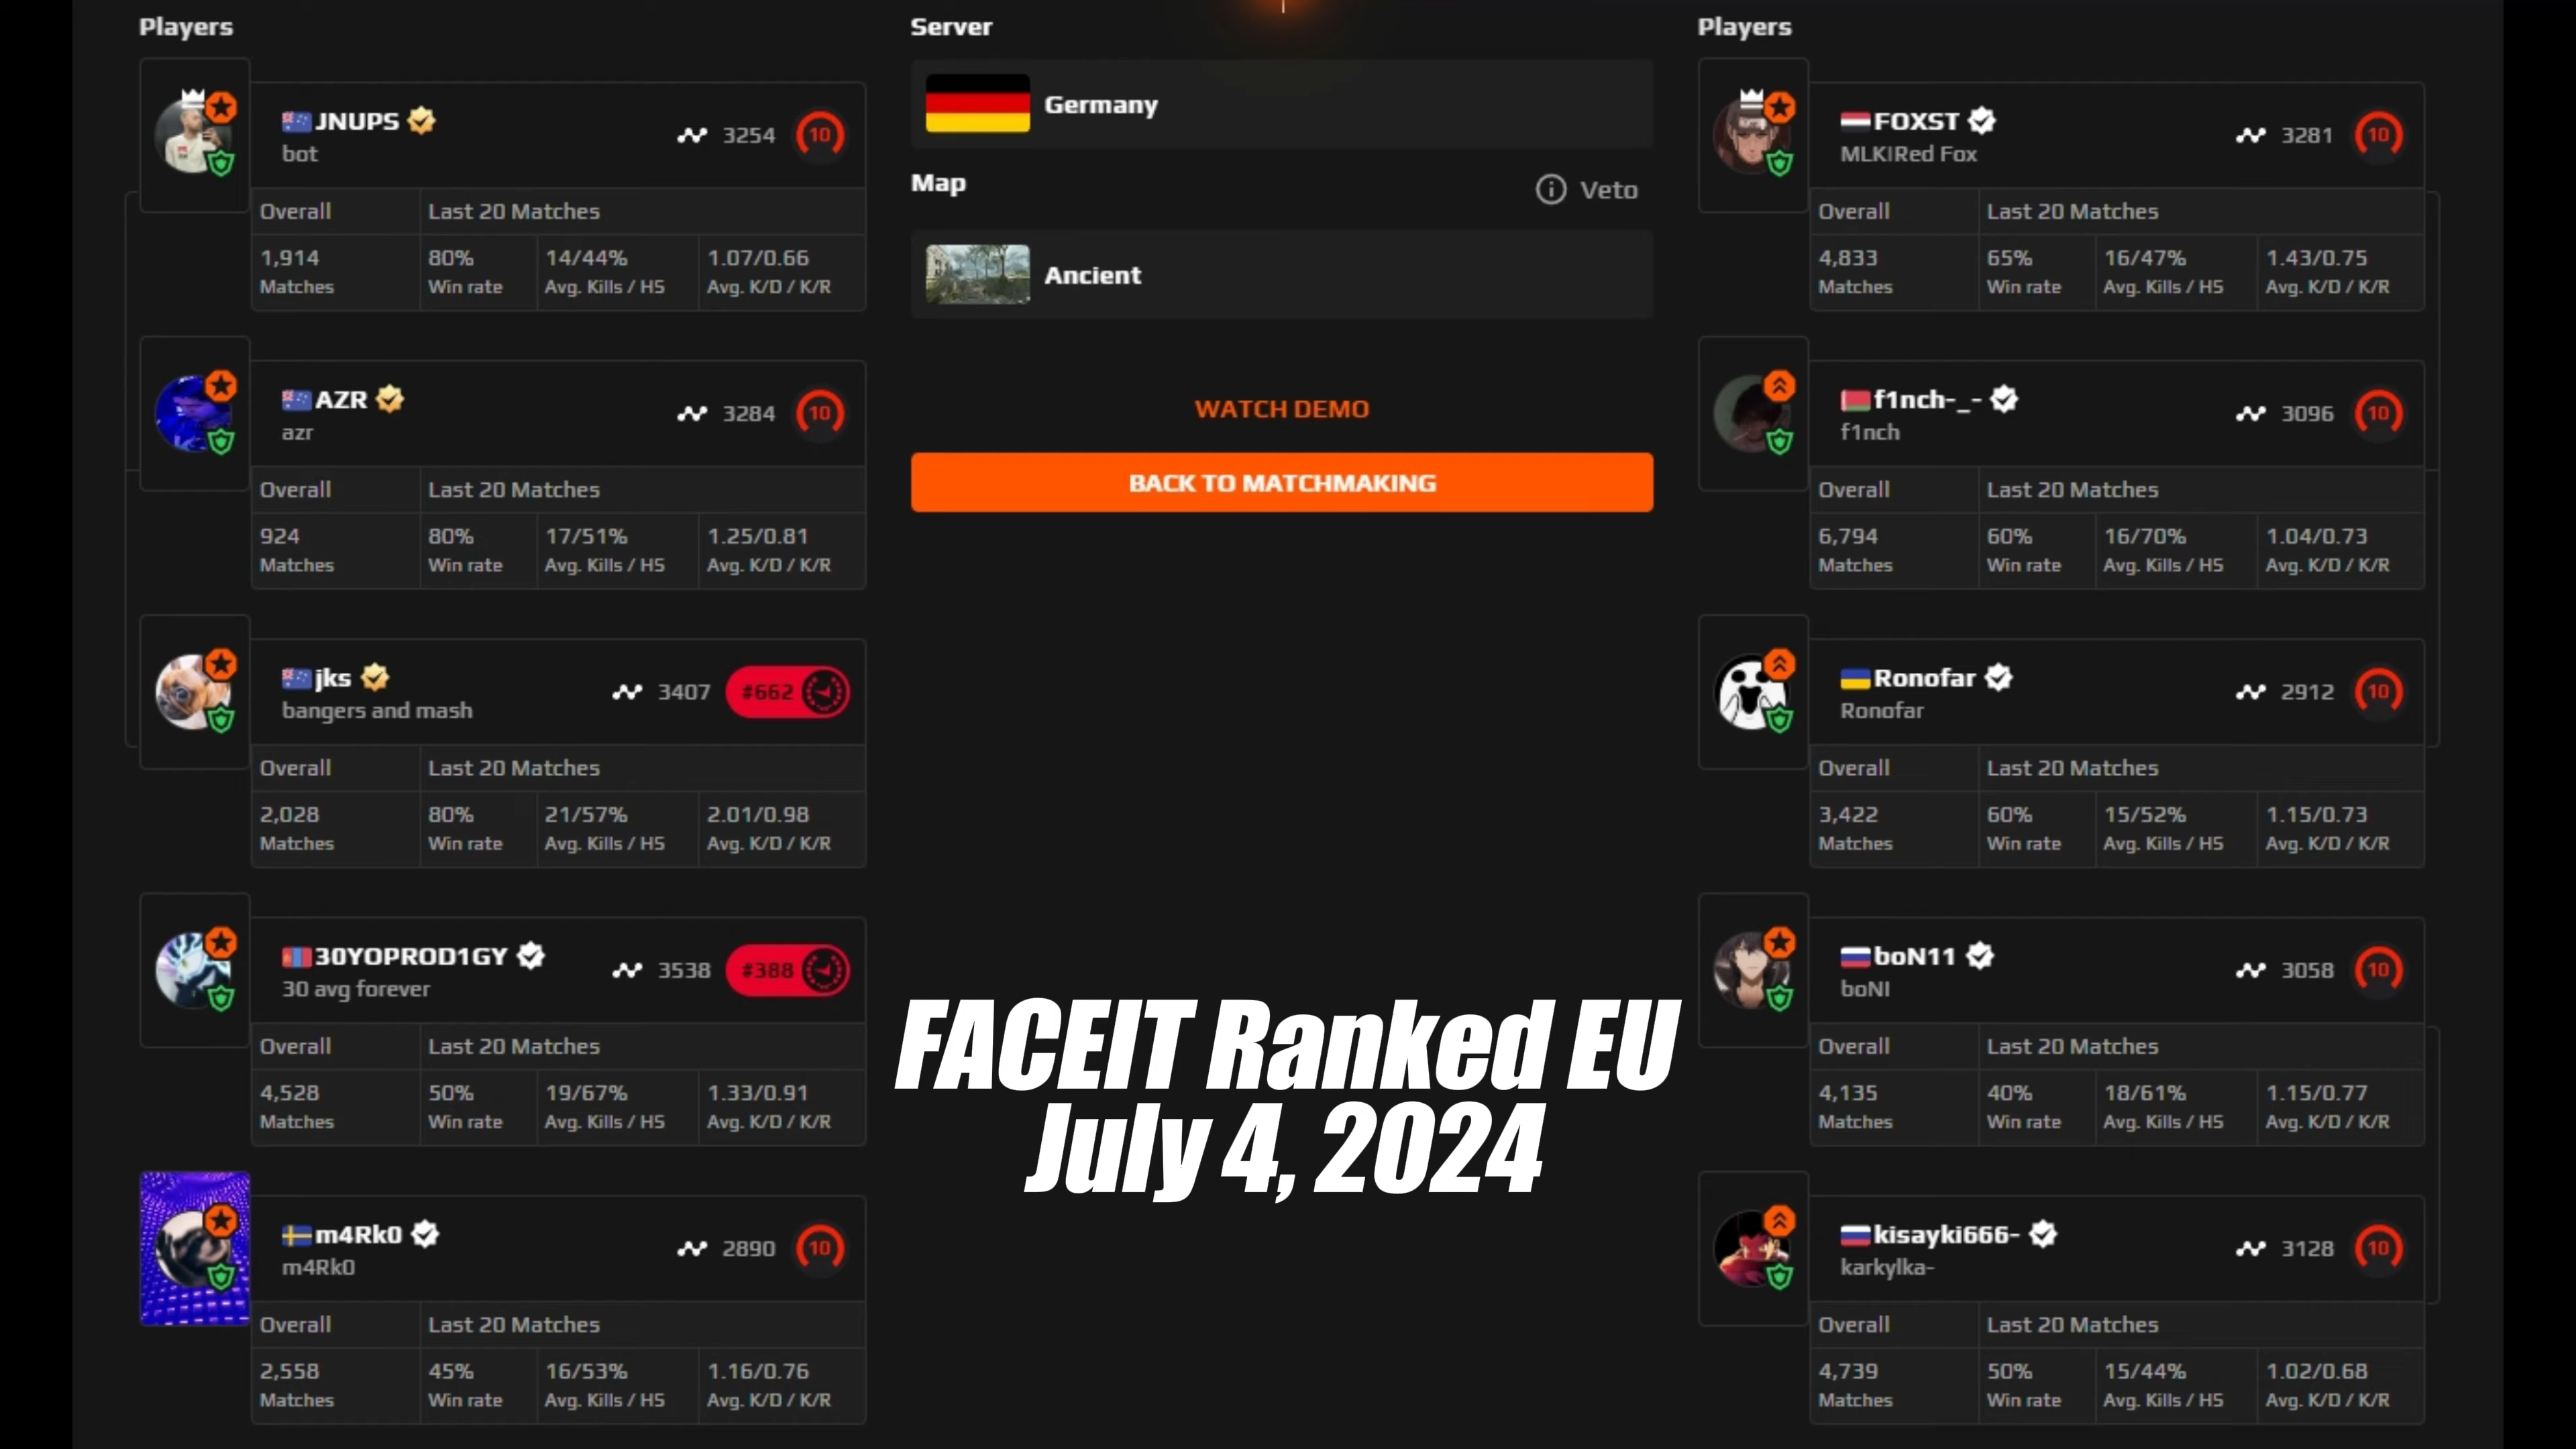 Players
JNUPS
bot
3254
10
Overall
Last 20 Matches
1,914
80%
14/44%
1.07/0.66
Matches
Win rate
Avg. Kills / HS
Avg. K/D / K/R
AZR
azr
3284
10
Overall
Last 20 Matches
924
80%
17/51%
1.25/0.81
Matches
Win rate
Avg. Kills / HS
Avg. K/D / K/R
jks
bangers and mash
3407
#662
Overall
Last 20 Matches
2,028
80%
21/57%
2.01/0.98
Matches
Win rate
Avg. Kills / HS
Avg. K/D / K/R
30YOPROD1GY
30 avg forever
3538
#388
Overall
Last 20 Matches
4,528
50%
19/67%
1.33/0.91
Matches
Win rate
Avg. Kills / HS
Avg. K/D / K/R
m4Rk0
m4Rk0
2890
10
Overall
Last 20 Matches
2,558
45%
16/53%
1.16/0.76
Matches
Win rate
Avg. Kills / HS
Avg. K/D / K/R
Server
Germany
Map
Veto
Ancient
WATCH DEMO
BACK TO MATCHMAKING
FACEIT Ranked EU
July 4, 2024
Players
FOXST
MLKIRed Fox
3281
10
Overall
Last 20 Matches
4,833
65%
16/47%
1.43/0.75
Matches
Win rate
Avg. Kills / HS
Avg. K/D / K/R
f1nch-_-
f1nch
3096
10
Overall
Last 20 Matches
6,794
60%
16/70%
1.04/0.73
Matches
Win rate
Avg. Kills / HS
Avg. K/D / K/R
Ronofar
Ronofar
2912
10
Overall
Last 20 Matches
3,422
60%
15/52%
1.15/0.73
Matches
Win rate
Avg. Kills / HS
Avg. K/D / K/R
boN11
boNI
3058
10
Overall
Last 20 Matches
4,135
40%
18/61%
1.15/0.77
Matches
Win rate
Avg. Kills / HS
Avg. K/D / K/R
kisayki666-
karkylka-
3128
10
Overall
Last 20 Matches
4,739
50%
15/44%
1.02/0.68
Matches
Win rate
Avg. Kills / HS
Avg. K/D / K/R